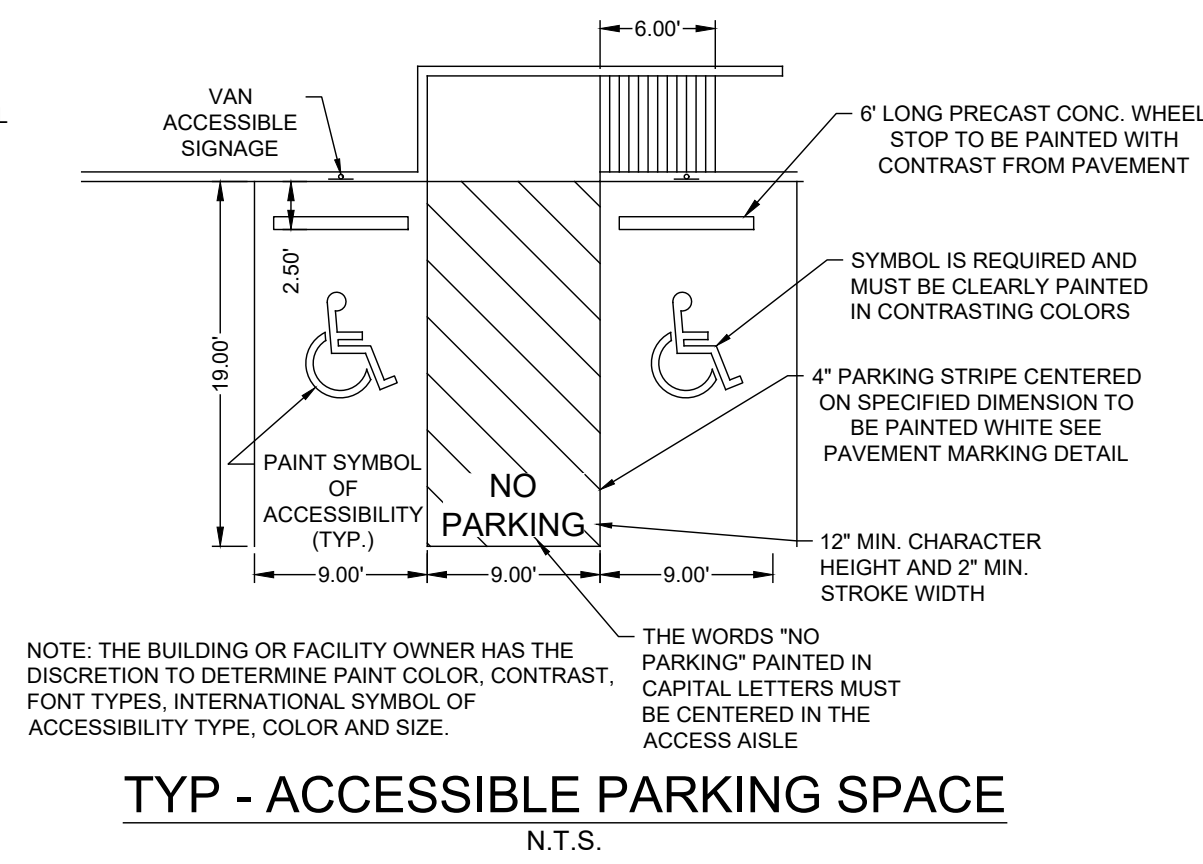 6.00'
VAN
ACCESSIBLE
SIGNAGE
6' LONG PRECAST CONC. WHEEL
STOP TO BE PAINTED WITH
CONTRAST FROM PAVEMENT
2.50'
19.00'
SYMBOL IS REQUIRED AND
MUST BE CLEARLY PAINTED
IN CONTRASTING COLORS
4" PARKING STRIPE CENTERED
ON SPECIFIED DIMENSION TO
BE PAINTED WHITE SEE
PAVEMENT MARKING DETAIL
PAINT SYMBOL
OF
ACCESSIBILITY
(TYP.)
NO
PARKING
12" MIN. CHARACTER
HEIGHT AND 2" MIN.
STROKE WIDTH
9.00'
9.00'
9.00'
THE WORDS "NO
PARKING" PAINTED IN
CAPITAL LETTERS MUST
BE CENTERED IN THE
ACCESS AISLE
NOTE: THE BUILDING OR FACILITY OWNER HAS THE
DISCRETION TO DETERMINE PAINT COLOR, CONTRAST,
FONT TYPES, INTERNATIONAL SYMBOL OF
ACCESSIBILITY TYPE, COLOR AND SIZE.
TYP - ACCESSIBLE PARKING SPACE
N.T.S.